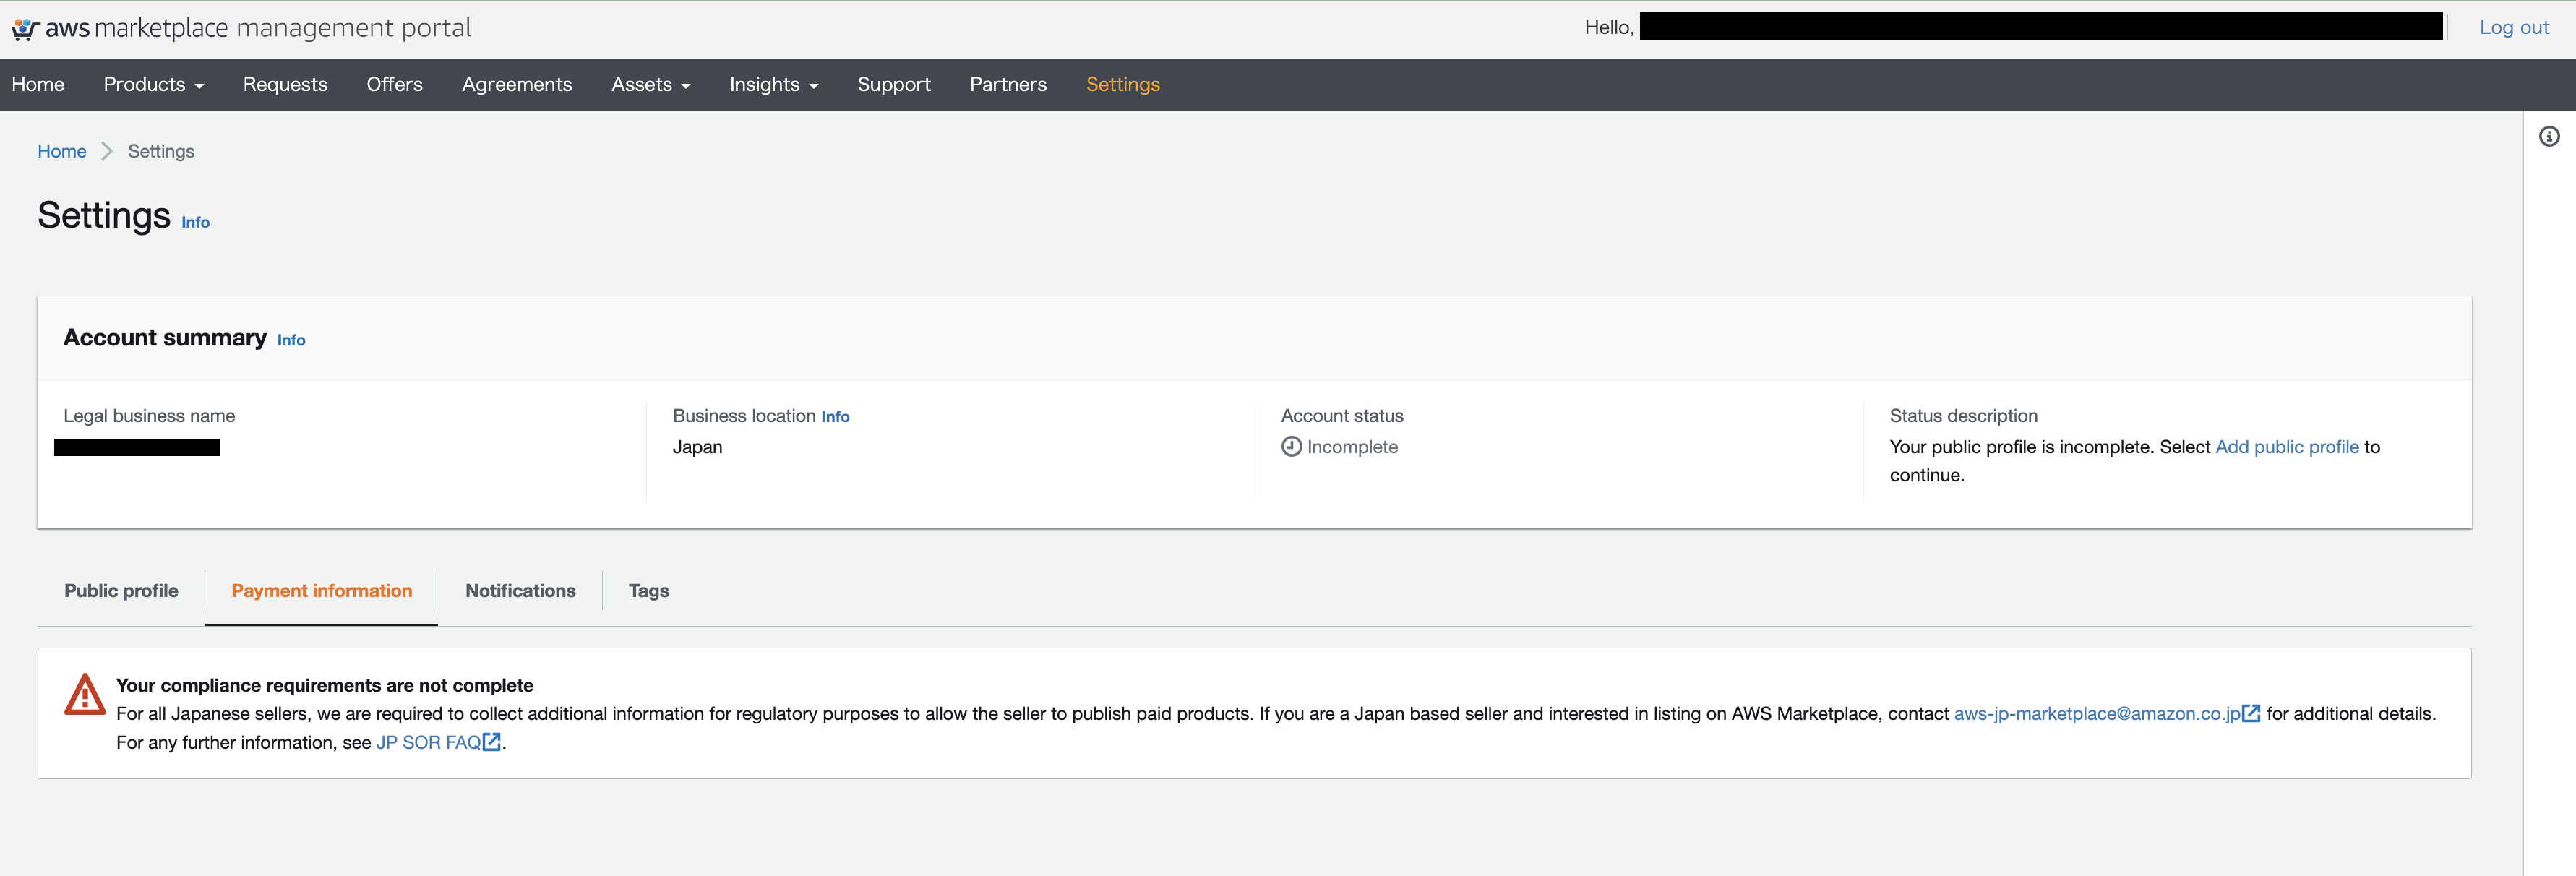 aws marketplace management portal
Hello,
Log out
Home Products Requests Offers Agreements Assets Insights Support Partners Settings
Home Settings
Settings Info
Account summary Info
Legal business name
Business location Info
Japan
Account status
Incomplete
Status description
Your public profile is incomplete. Select Add public profile to
continue.
Public profile Payment information Notifications Tags
Your compliance requirements are not complete
For all Japanese sellers, we are required to collect additional information for regulatory purposes to allow the seller to publish paid products. If you are a Japan based seller and interested in listing on AWS Marketplace, contact aws-jp-marketplace@amazon.co.jp for additional details.
For any further information, see JP SOR FAQ.